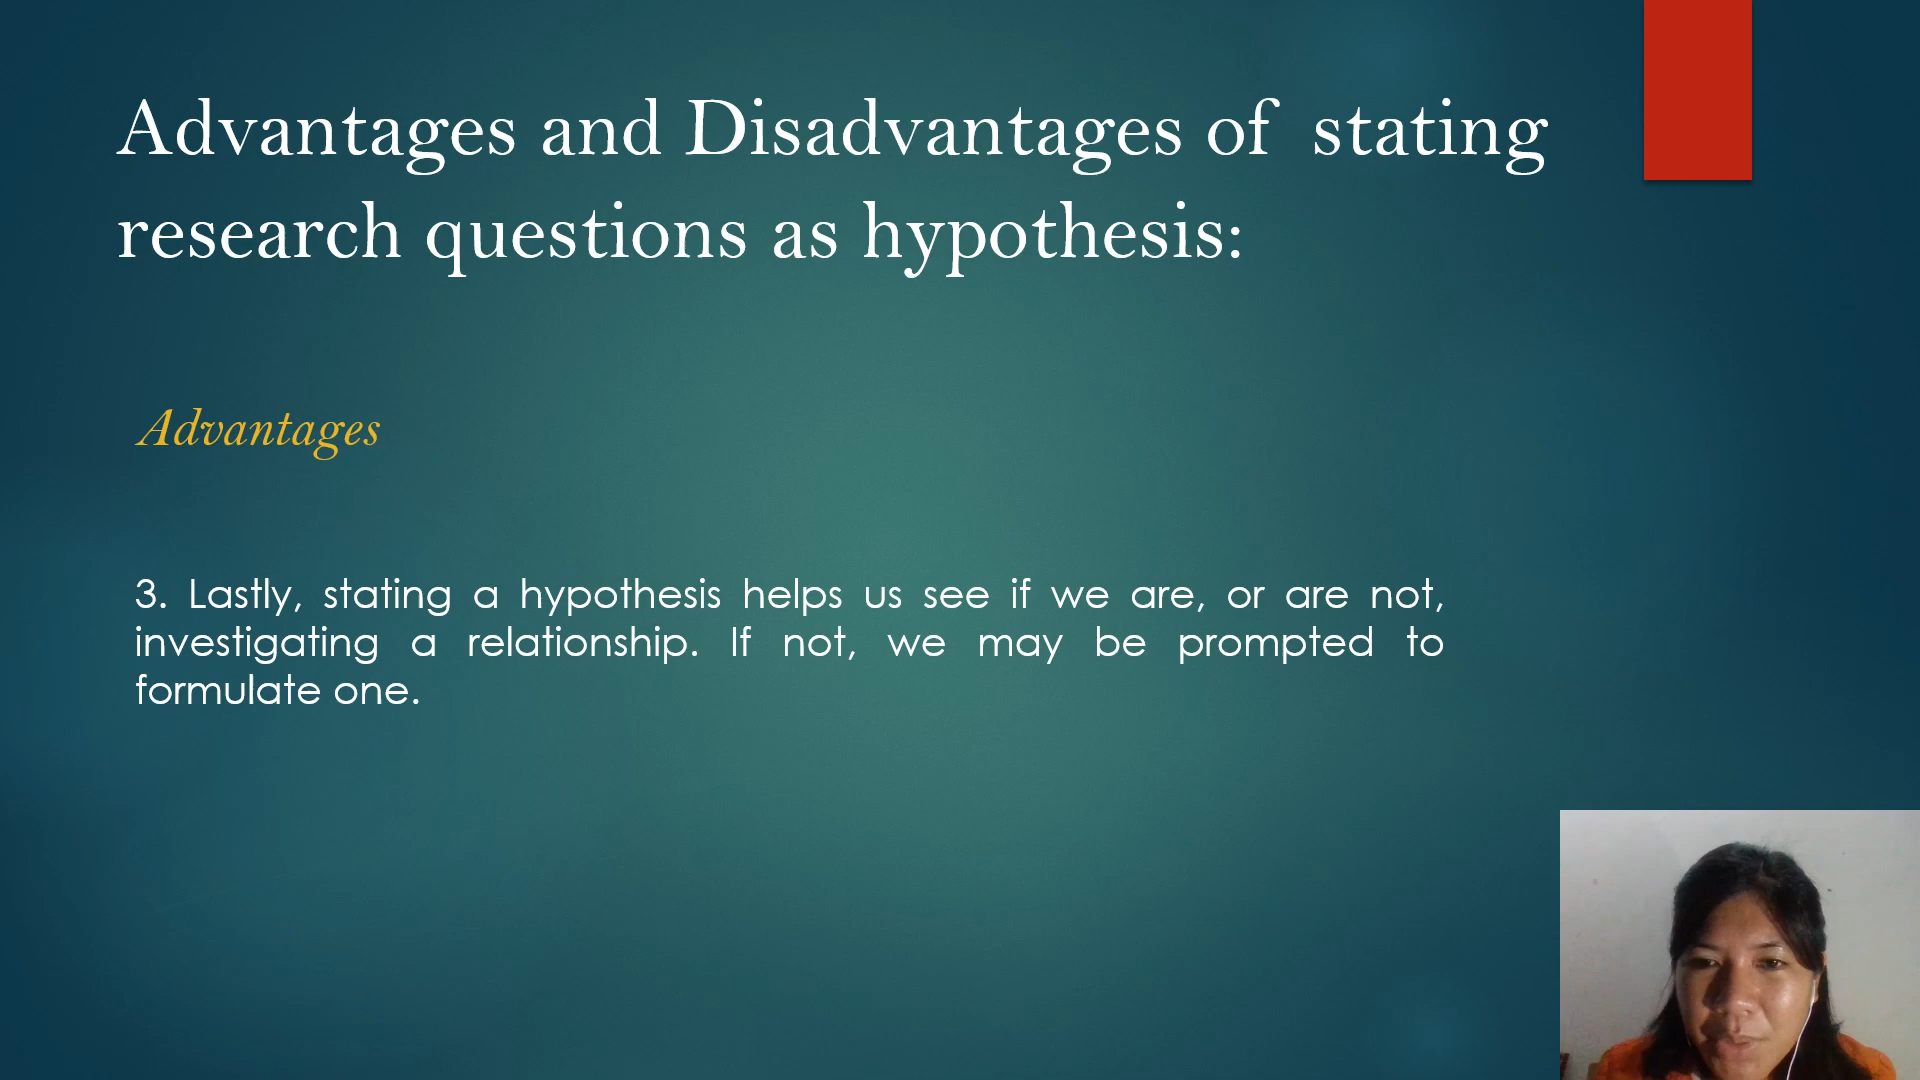 Advantages and Disadvantages of stating
research questions as hypothesis:
Advantages
3. Lastly, stating a hypothesis helps us see if we are, or are not,
investigating a relationship. If not, we may be prompted to
formulate one.